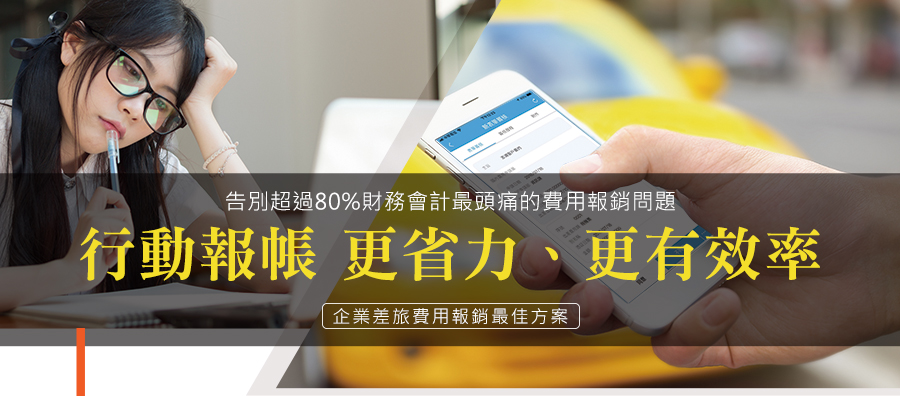 告別超過80%財務會計最頭痛的費用報銷問題
行動報帳 更省力、更有效率
企業差旅費用報銷最佳方案